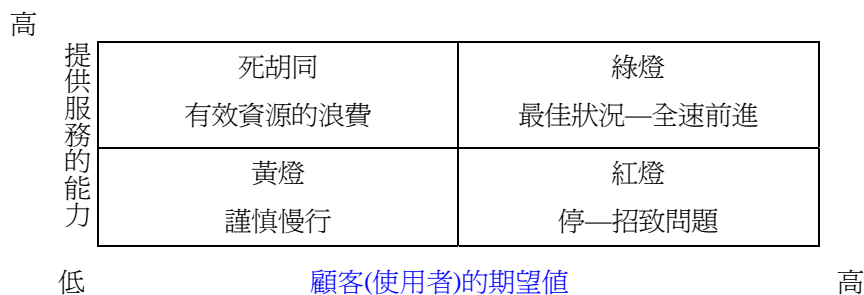 高
提供服務的能力
死胡同
有效資源的浪費
綠燈
最佳狀況—全速前進
黃燈
謹慎慢行
紅燈
停—招致問題
低 顧客(使用者)的期望值 高